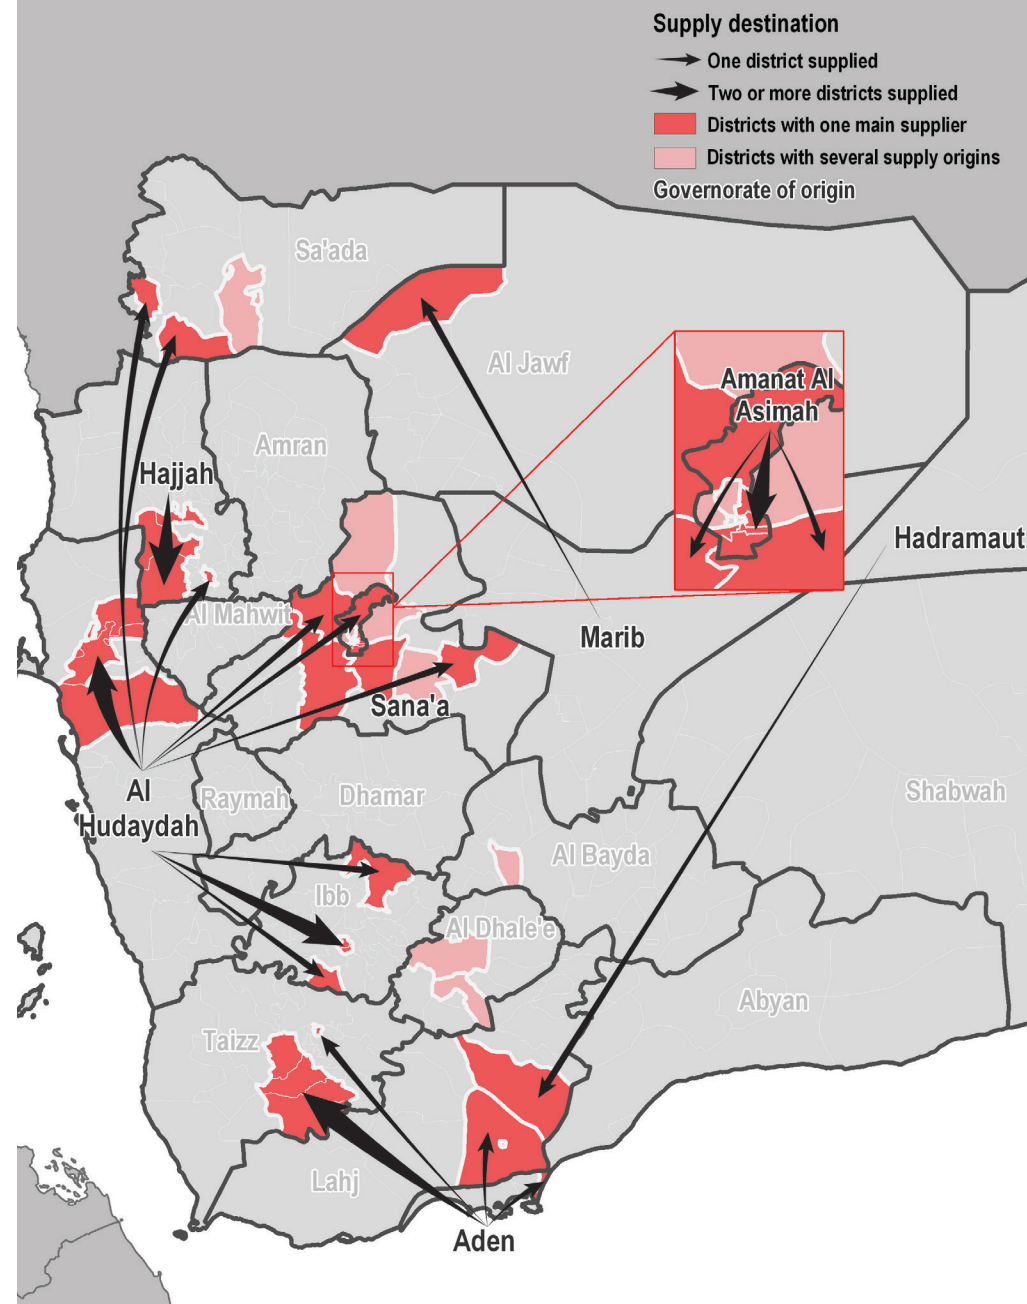 Supply destination
One district supplied
Two or more districts supplied
Districts with one main supplier
Districts with several supply origins
Governorate of origin
Sa'ada
Al Jawf
Amanat Al
Asimah
Amran
Hajjah
Hadramaut
Al Mahwit
Marib
Sana'a
Al
Hudaydah
Raymah
Dhamar
Shabwah
Al Bayda
Ibb
Al Dhale'e
Abyan
Taizz
Lahj
Aden